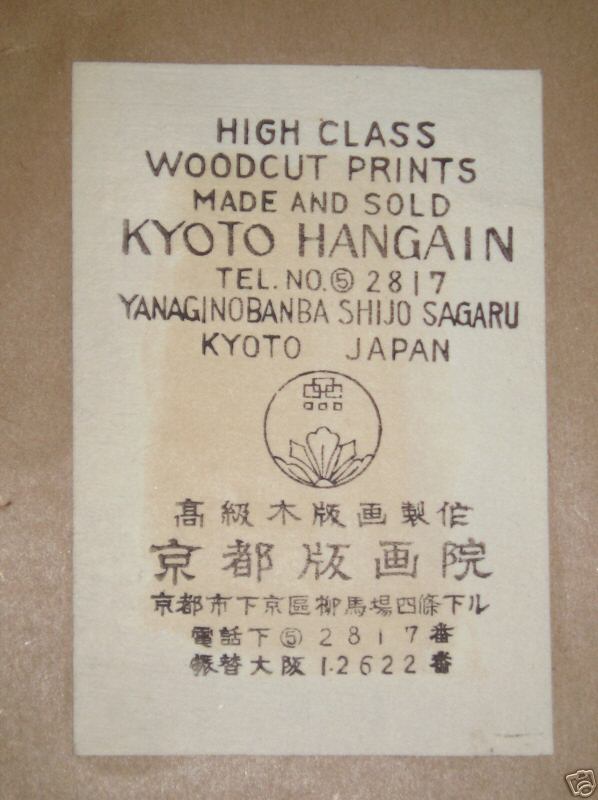 HIGH CLASS
WOODCUT PRINTS
MADE AND SOLD
KYOTO HANGAIN
TEL. NO. ⑤ 2817
YANAGINOBANBA SHIJO SAGARU
KYOTO JAPAN
高級木版画製作
京都版画院
京都市下京區柳馬場四條下ル
電話下⑤2817番
振替大阪12622番